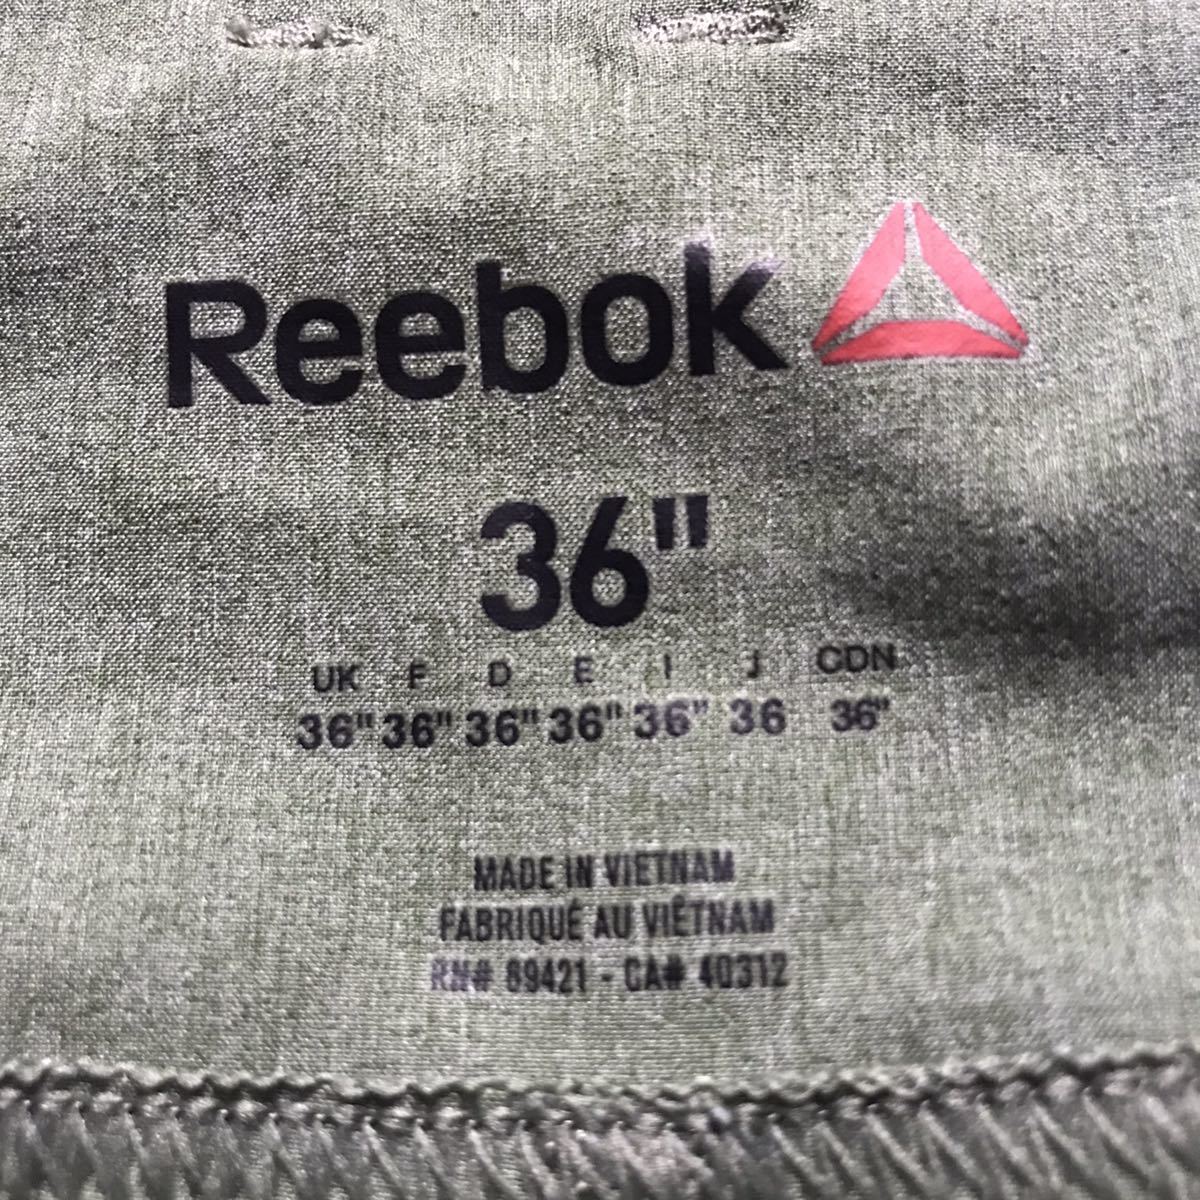 Reebok
36"
UK F D E I J CDN
36" 36" 36" 36" 36" 36 36"
MADE IN VIETNAM
FABRIQUÉ AU VIÊTNAM
RN# 89421 - CA# 40312